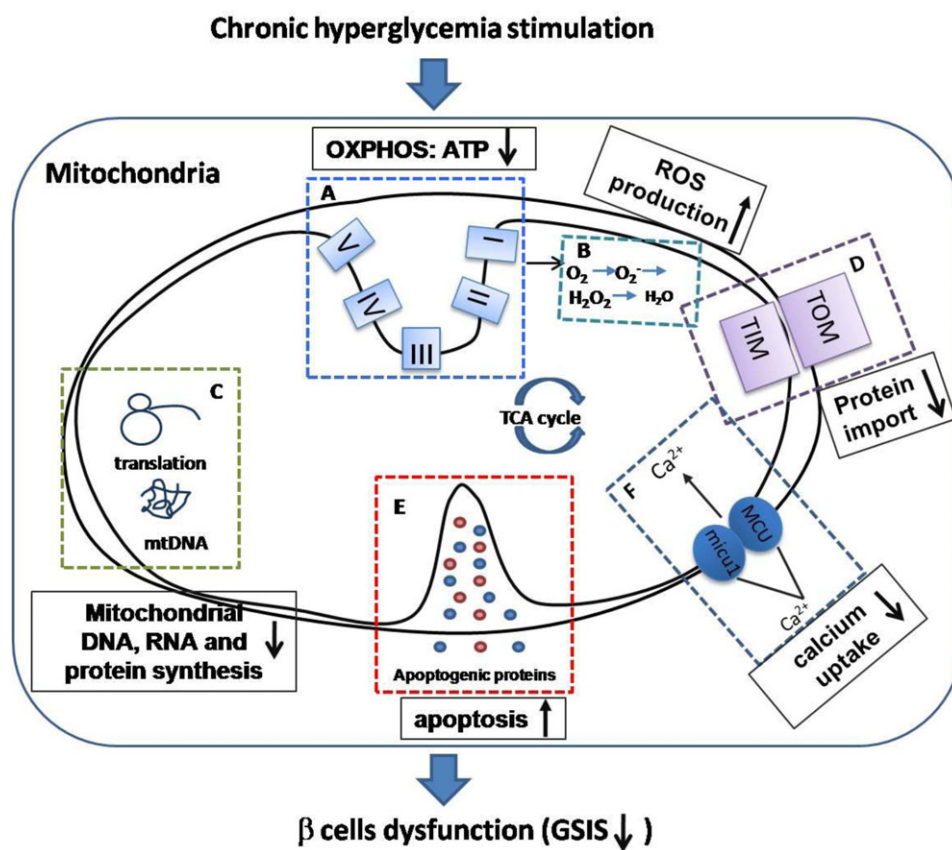 Chronic hyperglycemia stimulation
OXPHOS: ATP ↓
Mitochondria
ROS
production ↑
A
V
IV
III
II
I
B
O₂ → O₂⁻ →
H₂O₂ → H₂O
D
TIM
TOM
Protein
import ↓
C
translation
mtDNA
TCA cycle
E
Apoptogenic proteins
F
Ca²⁺
micu1
MCU
Ca²⁺
calcium
uptake ↓
Mitochondrial
DNA, RNA and
protein synthesis ↓
apoptosis ↑
β cells dysfunction (GSIS ↓ )